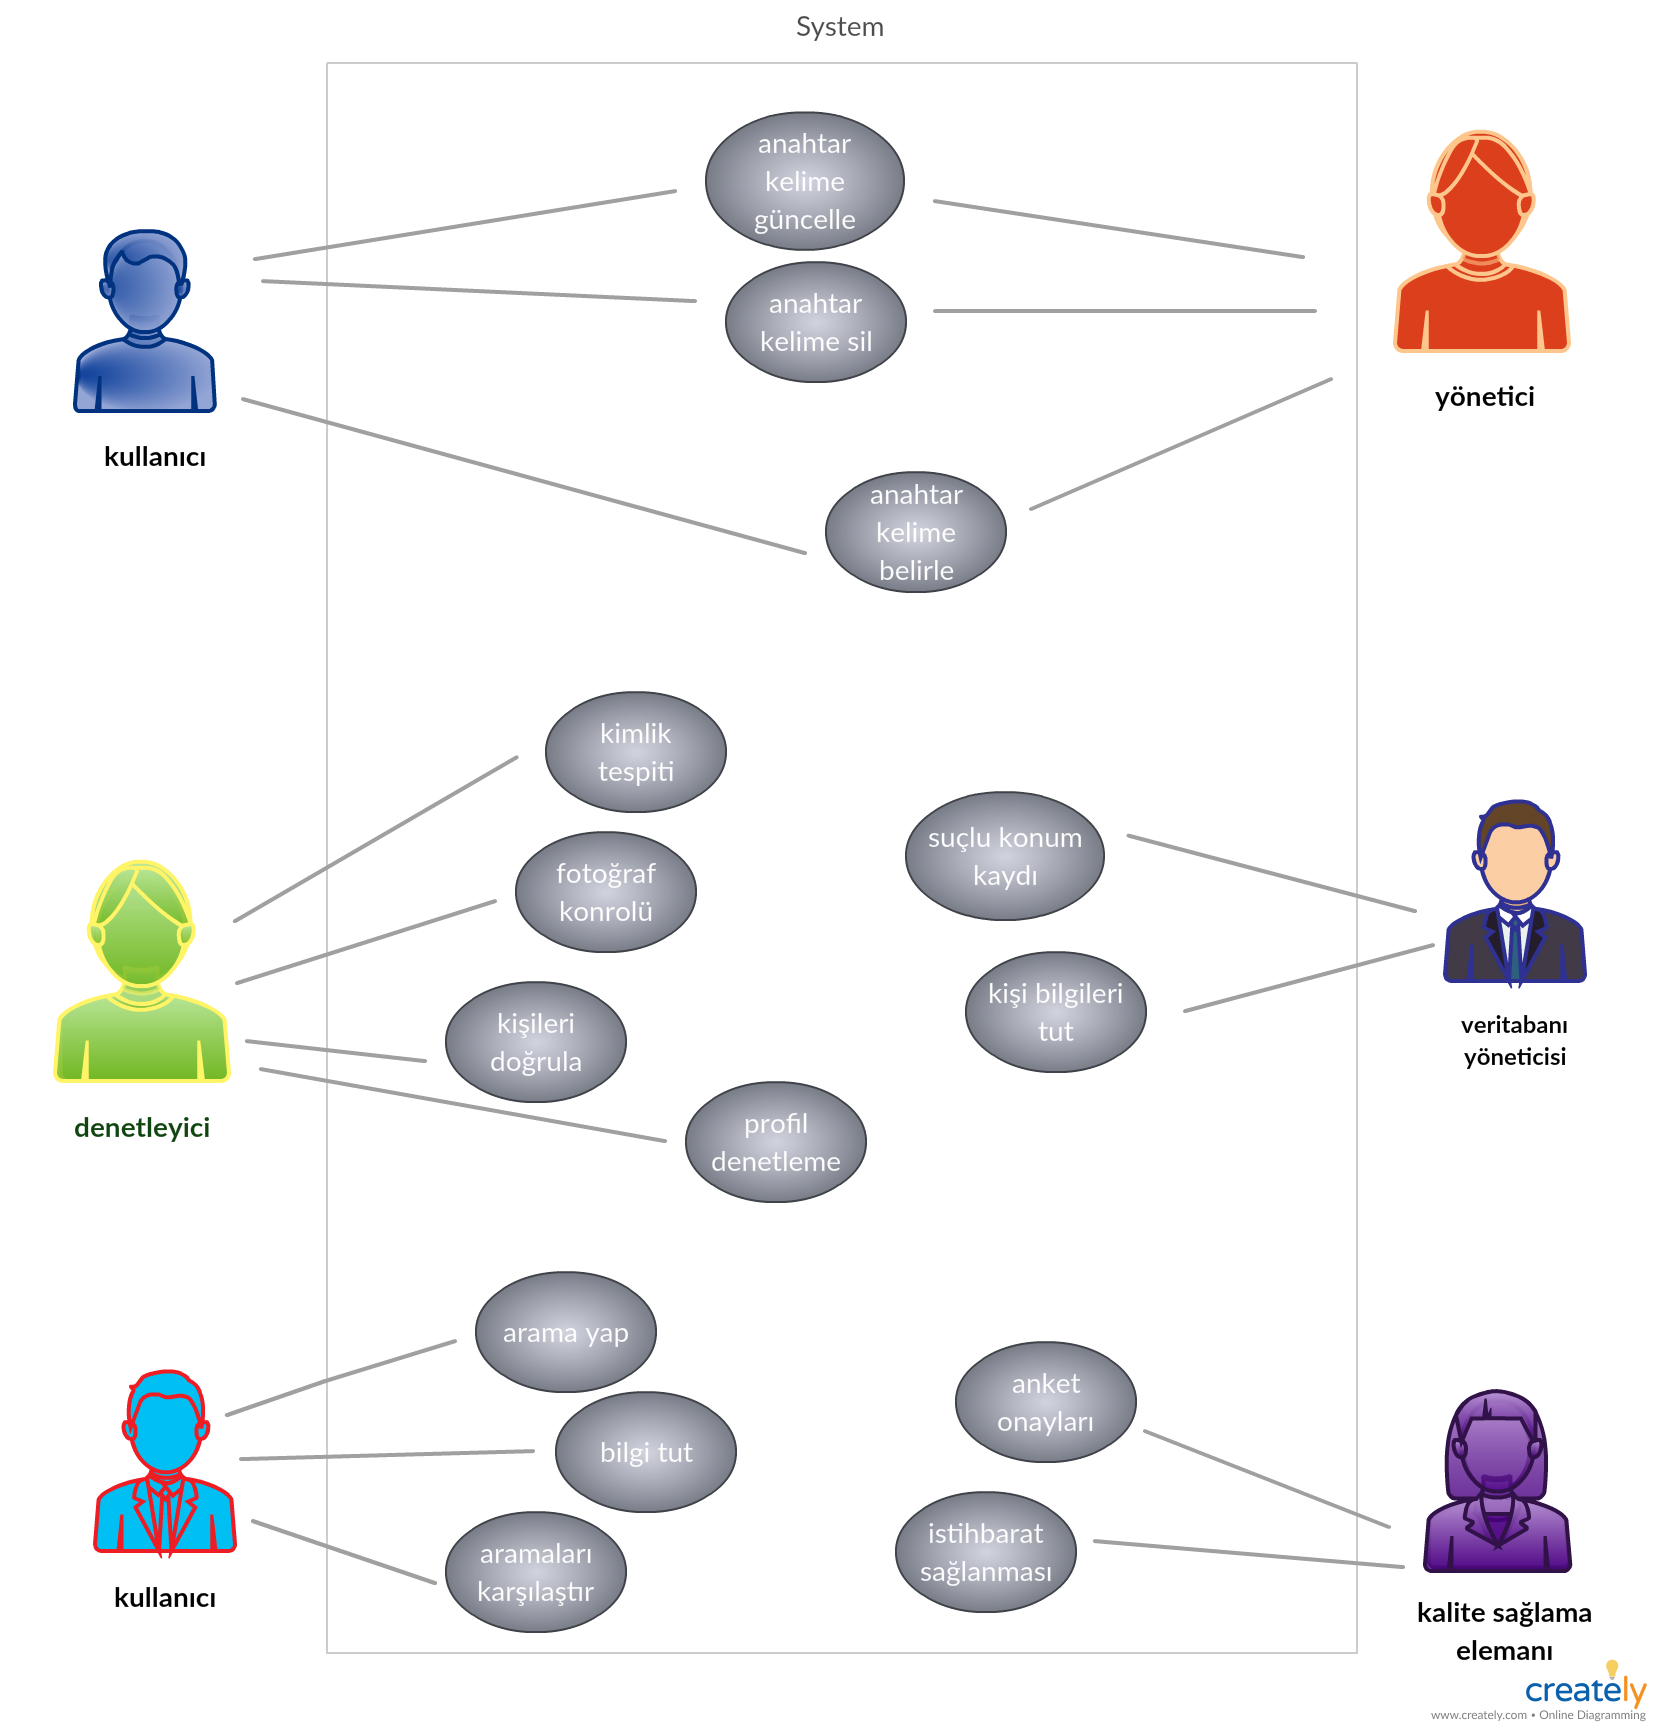 System
anahtar
kelime
güncelle
anahtar
kelime sil
yönetici
kullanıcı
anahtar
kelime
belirle
kimlik
tespiti
fotoğraf
konrolü
suçlu konum
kaydı
kişi bilgileri
tut
kişileri
doğrula
veritabanı
yöneticisi
denetleyici
profil
denetleme
arama yap
anket
onayları
bilgi tut
istihbarat
sağlanması
aramaları
karşılaştır
kullanıcı
kalite sağlama
elemanı
creately
www.creately.com • Online Diagramming